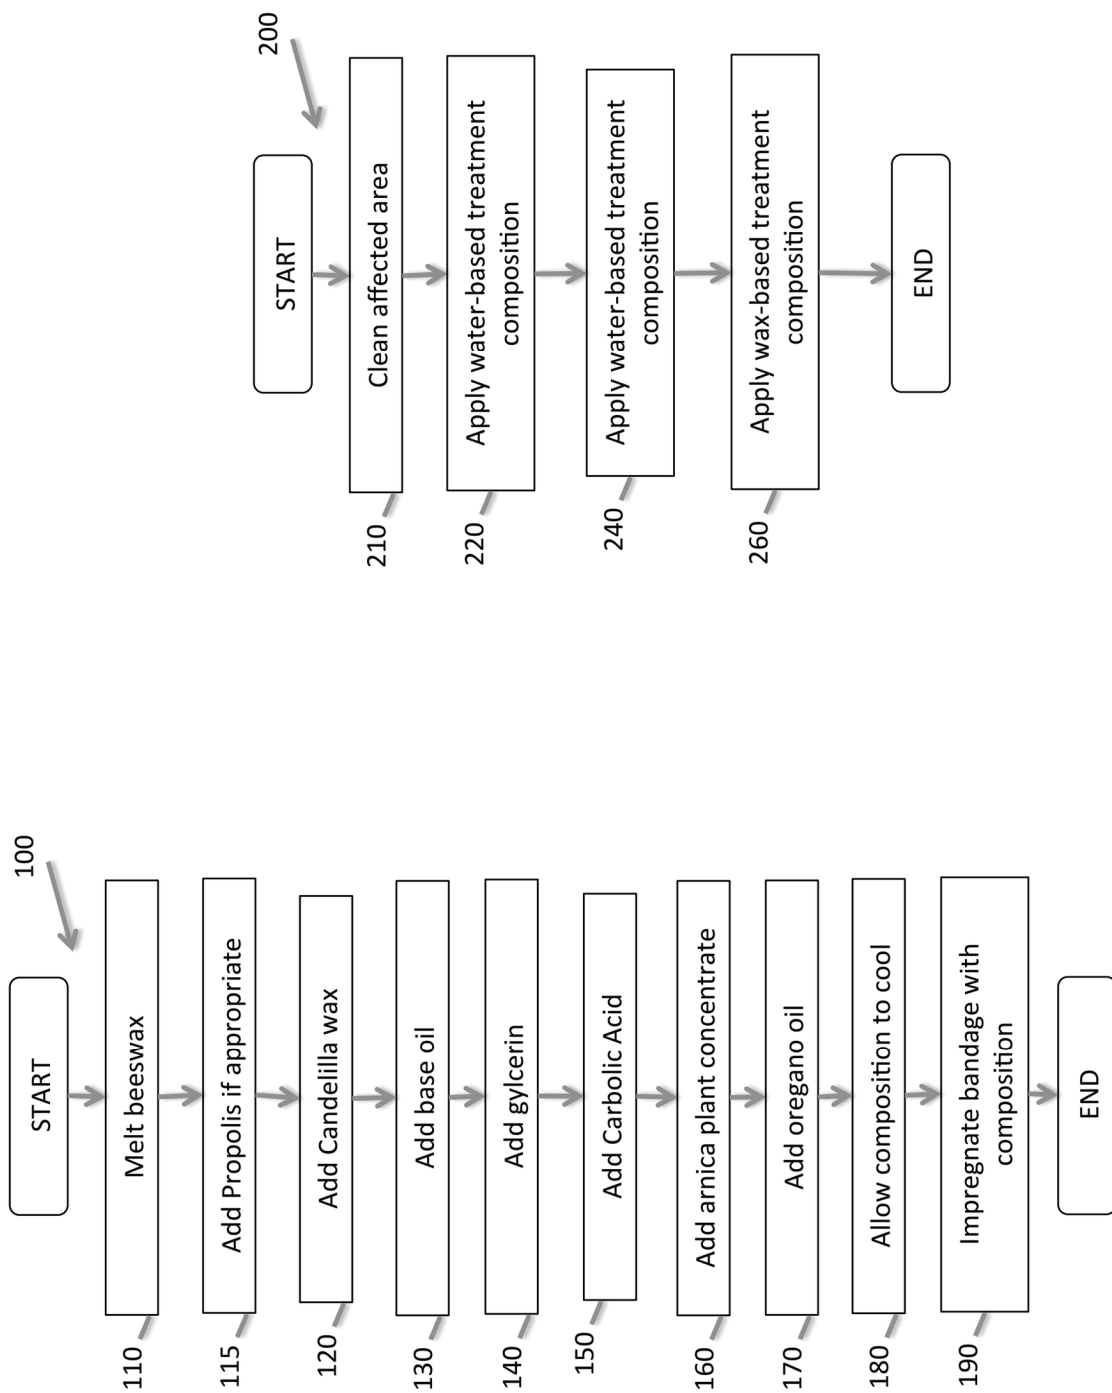 100
START
110
Melt beeswax
115
Add Propolis if appropriate
120
Add Candelilla wax
130
Add base oil
140
Add gylcerin
150
Add Carbolic Acid
160
Add arnica plant concentrate
170
Add oregano oil
180
Allow composition to cool
190
Impregnate bandage with
composition
END
200
START
210
Clean affected area
220
Apply water-based treatment
composition
240
Apply water-based treatment
composition
260
Apply wax-based treatment
composition
END